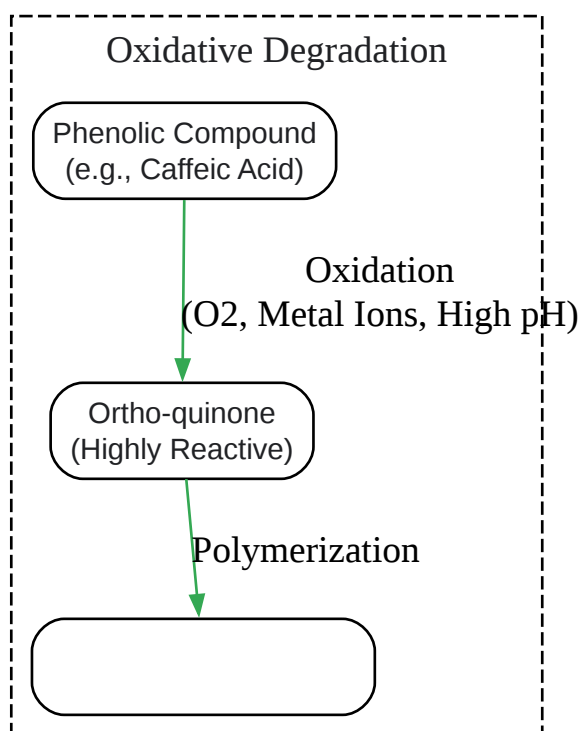 Oxidative Degradation
Phenolic Compound
(e.g., Caffeic Acid)
Oxidation
(O2, Metal Ions, High pH)
Ortho-quinone
(Highly Reactive)
Polymerization